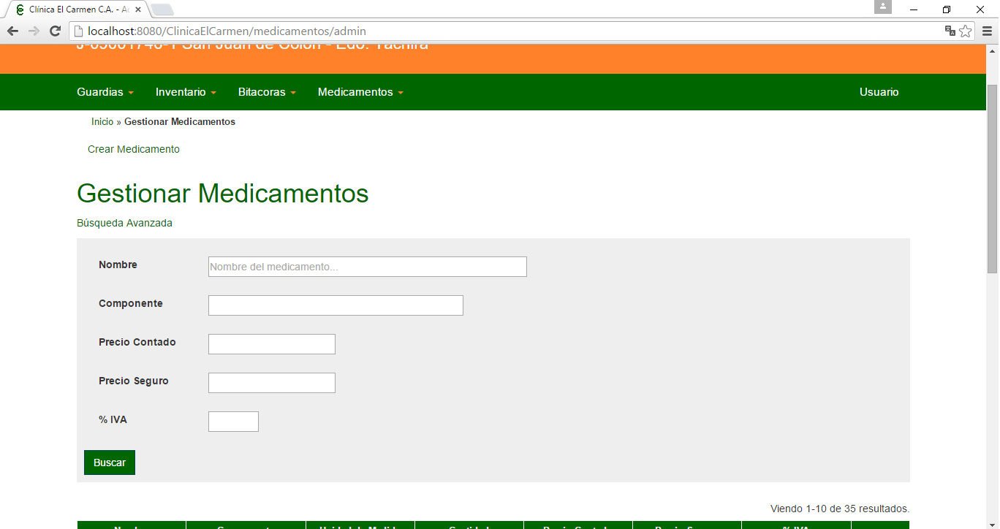 Clínica El Carmen C.A. - Ac
localhost:8080/ClinicaElCarmen/medicamentos/admin
San Juan de Colón - Edo. Táchira
Guardias Inventario Bitacoras Medicamentos Usuario
Inicio » Gestionar Medicamentos
Crear Medicamento
Gestionar Medicamentos
Búsqueda Avanzada
Nombre Nombre del medicamento...
Componente
Precio Contado
Precio Seguro
% IVA
Buscar
Viendo 1-10 de 35 resultados.
% IVA